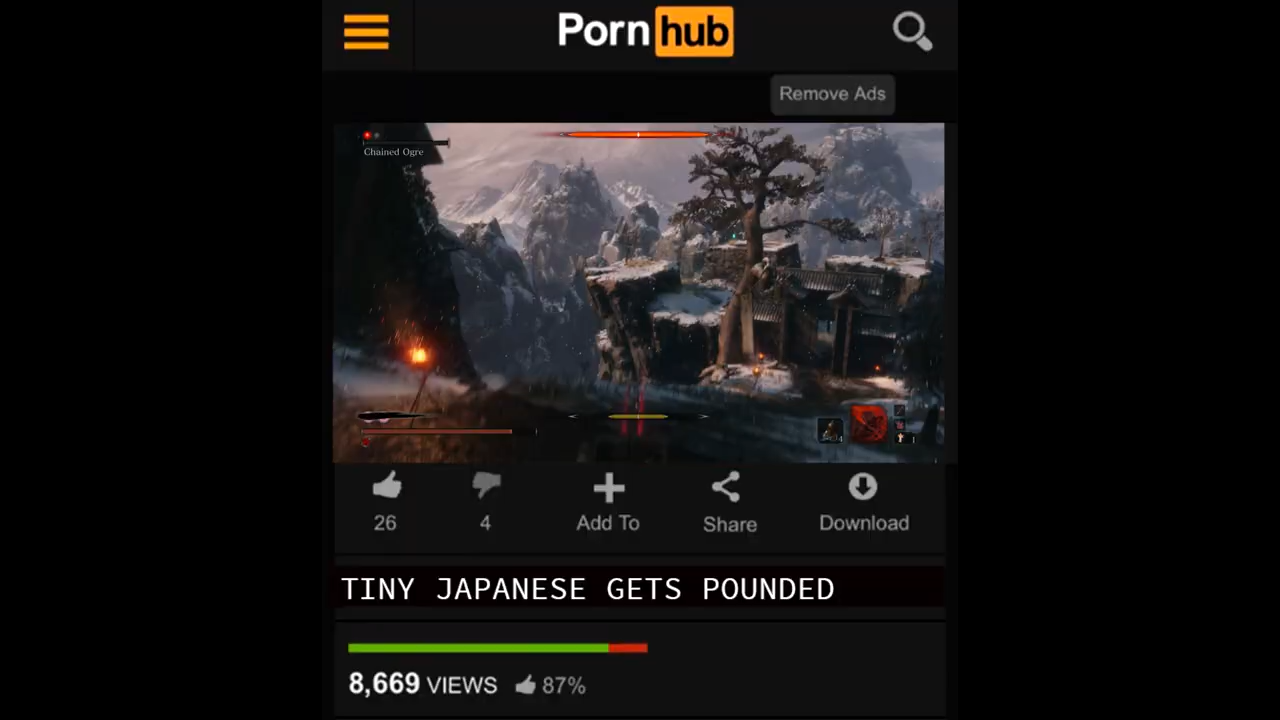 Porn hub
Remove Ads
Chained Ogre
26 4 Add To Share Download
TINY JAPANESE GETS POUNDED
8,669 VIEWS 87%